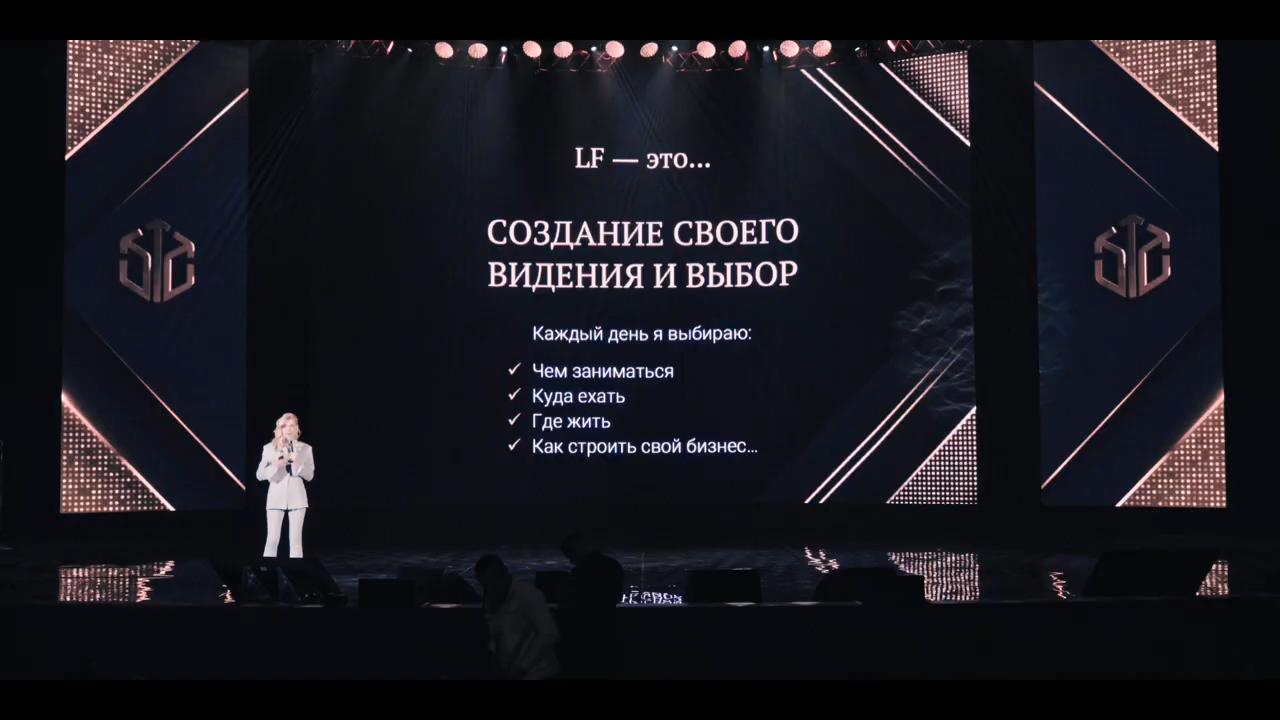 LF — это...
СОЗДАНИЕ СВОЕГО
ВИДЕНИЯ И ВЫБОР
Каждый день я выбираю:
✓ Чем заниматься
✓ Куда ехать
✓ Где жить
✓ Как строить свой бизнес...